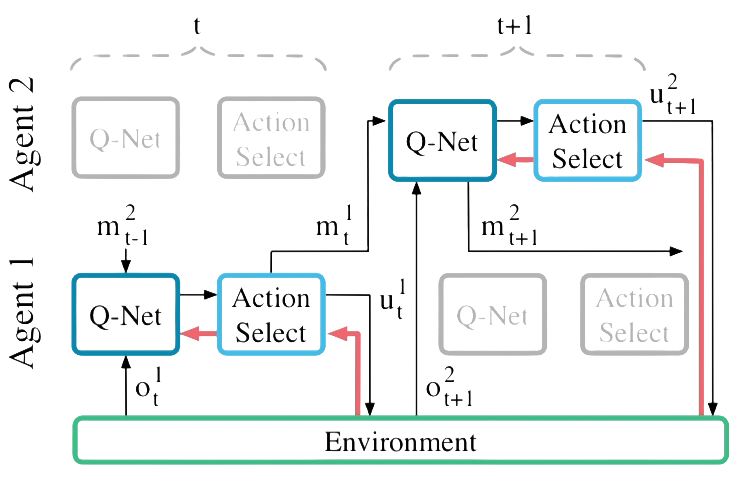 t
t+1
Agent 2
Q-Net
Action
Select
Q-Net
Action
Select
u^2_{t+1}
m^2_{t-1}
m^1_t
m^2_{t+1}
Agent 1
Q-Net
Action
Select
u^1_t
Q-Net
Action
Select
o^1_t
o^2_{t+1}
Environment